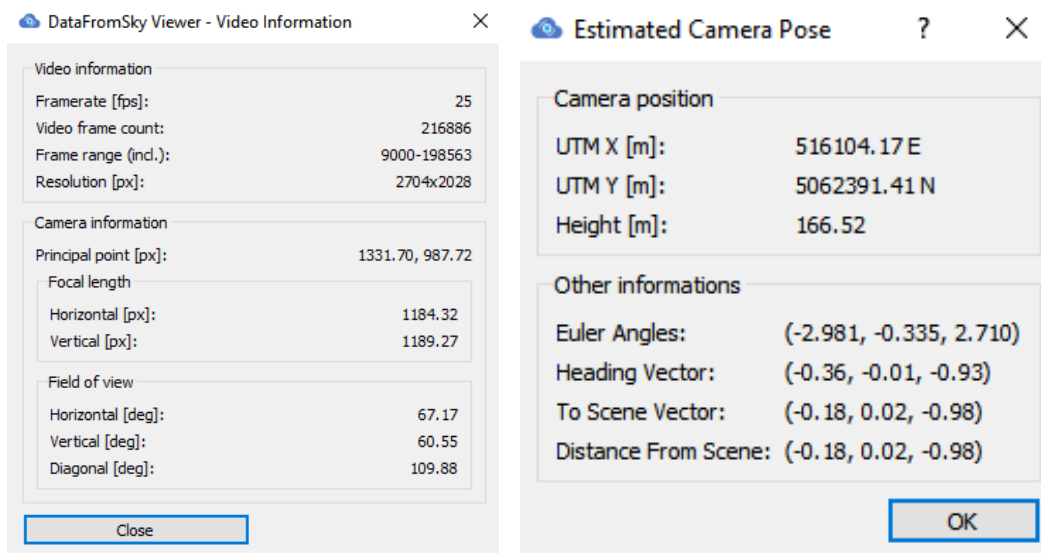 DataFromSky Viewer - Video Information
Video information
Framerate [fps]: 25
Video frame count: 216886
Frame range (incl.): 9000-198563
Resolution [px]: 2704x2028
Camera information
Principal point [px]: 1331.70, 987.72
Focal length
Horizontal [px]: 1184.32
Vertical [px]: 1189.27
Field of view
Horizontal [deg]: 67.17
Vertical [deg]: 60.55
Diagonal [deg]: 109.88
Close
Estimated Camera Pose ?
Camera position
UTM X [m]: 516104.17 E
UTM Y [m]: 5062391.41 N
Height [m]: 166.52
Other informations
Euler Angles: (-2.981, -0.335, 2.710)
Heading Vector: (-0.36, -0.01, -0.93)
To Scene Vector: (-0.18, 0.02, -0.98)
Distance From Scene: (-0.18, 0.02, -0.98)
OK